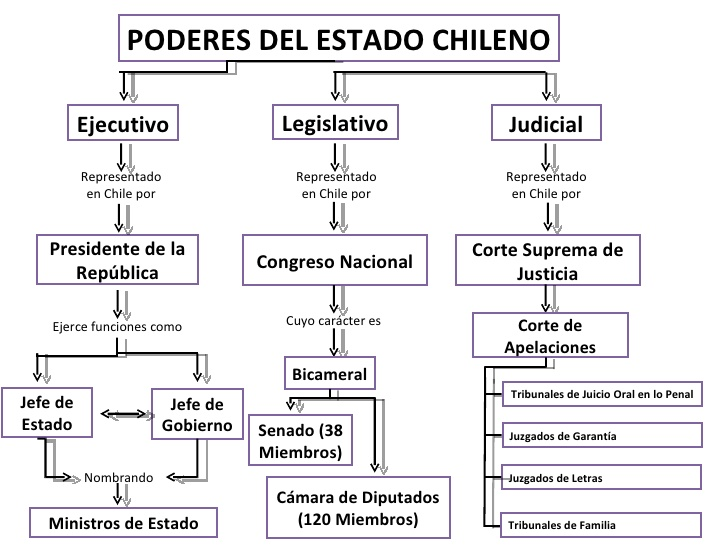 PODERES DEL ESTADO CHILENO
Ejecutivo
Legislativo
Judicial
Representado
en Chile por
Representado
en Chile por
Representado
en Chile por
Presidente de la
República
Congreso Nacional
Corte Suprema de
Justicia
Ejerce funciones como
Cuyo carácter es
Corte de
Apelaciones
Bicameral
Jefe de
Estado
Jefe de
Gobierno
Senado (38
Miembros)
Tribunales de Juicio Oral en lo Penal
Juzgados de Garantía
Juzgados de Letras
Tribunales de Familia
Nombrando
Cámara de Diputados
(120 Miembros)
Ministros de Estado